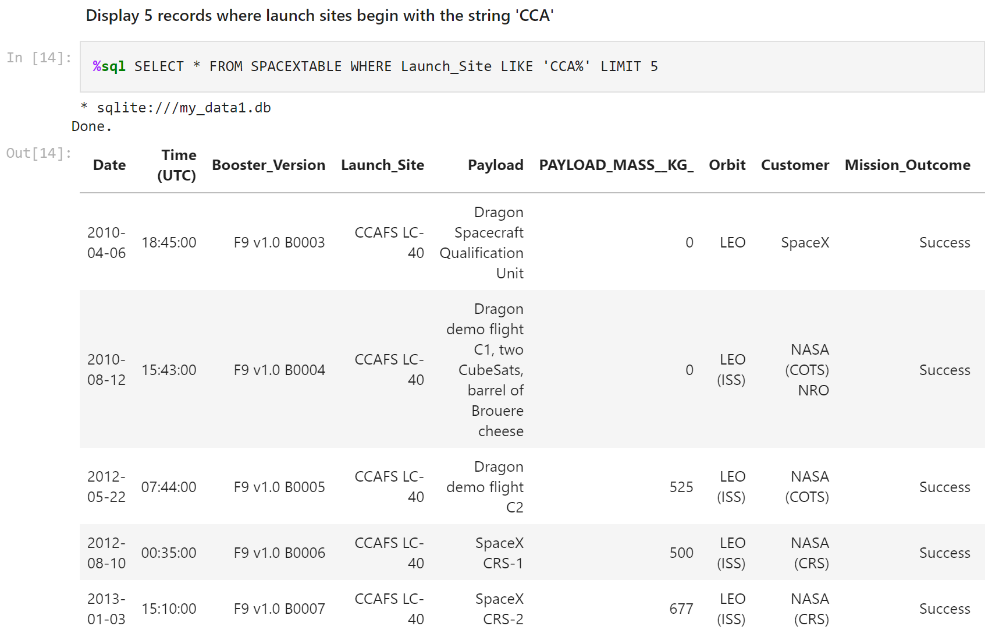 Display 5 records where launch sites begin with the string 'CCA'
In [14]:
%sql SELECT * FROM SPACEXTABLE WHERE Launch_Site LIKE 'CCA%' LIMIT 5
* sqlite:///my_data1.db
Done.
Out[14]:
Date Time (UTC) Booster_Version Launch_Site Payload PAYLOAD_MASS__KG_ Orbit Customer Mission_Outcome
2010-04-06 18:45:00 F9 v1.0 B0003 CCAFS LC-40 Dragon Spacecraft Qualification Unit 0 LEO SpaceX Success
2010-08-12 15:43:00 F9 v1.0 B0004 CCAFS LC-40 Dragon demo flight C1, two CubeSats, barrel of Brouere cheese 0 LEO (ISS) NASA (COTS) NRO Success
2012-05-22 07:44:00 F9 v1.0 B0005 CCAFS LC-40 Dragon demo flight C2 525 LEO (ISS) NASA (COTS) Success
2012-08-10 00:35:00 F9 v1.0 B0006 CCAFS LC-40 SpaceX CRS-1 500 LEO (ISS) NASA (CRS) Success
2013-01-03 15:10:00 F9 v1.0 B0007 CCAFS LC-40 SpaceX CRS-2 677 LEO (ISS) NASA (CRS) Success